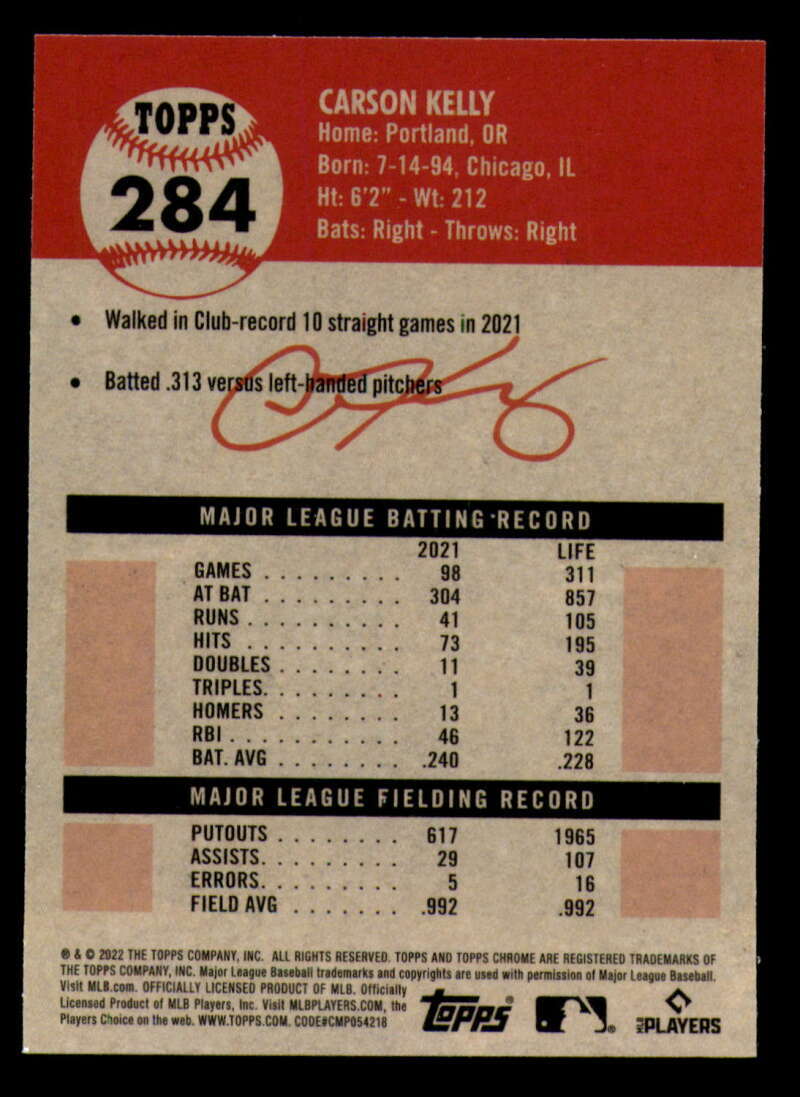 TOPPS
284
CARSON KELLY
Home: Portland, OR
Born: 7-14-94, Chicago, IL
Ht: 6'2" - Wt: 212
Bats: Right - Throws: Right
• Walked in Club-record 10 straight games in 2021
• Batted .313 versus left-handed pitchers
MAJOR LEAGUE BATTING RECORD
2021 LIFE
GAMES . . . . . . . . . . 98 311
AT BAT . . . . . . . . . . 304 857
RUNS . . . . . . . . . . . 41 105
HITS . . . . . . . . . . . 73 195
DOUBLES . . . . . . . . 11 39
TRIPLES. . . . . . . . . 1 1
HOMERS . . . . . . . . 13 36
RBI . . . . . . . . . . . . 46 122
BAT. AVG . . . . . . . . .240 .228
MAJOR LEAGUE FIELDING RECORD
PUTOUTS . . . . . . . . 617 1965
ASSISTS. . . . . . . . . 29 107
ERRORS. . . . . . . . . 5 16
FIELD AVG . . . . . . . .992 .992
® & © 2022 THE TOPPS COMPANY, INC. ALL RIGHTS RESERVED. TOPPS AND TOPPS CHROME ARE REGISTERED TRADEMARKS OF
THE TOPPS COMPANY, INC. Major League Baseball trademarks and copyrights are used with permission of Major League Baseball.
Visit MLB.com. OFFICIALLY LICENSED PRODUCT OF MLB. Officially
Licensed Product of MLB Players, Inc. Visit MLBPLAYERS.COM, the
Players Choice on the web. WWW.TOPPS.COM. CODE#CMP054218
Topps®
MLB PLAYERS